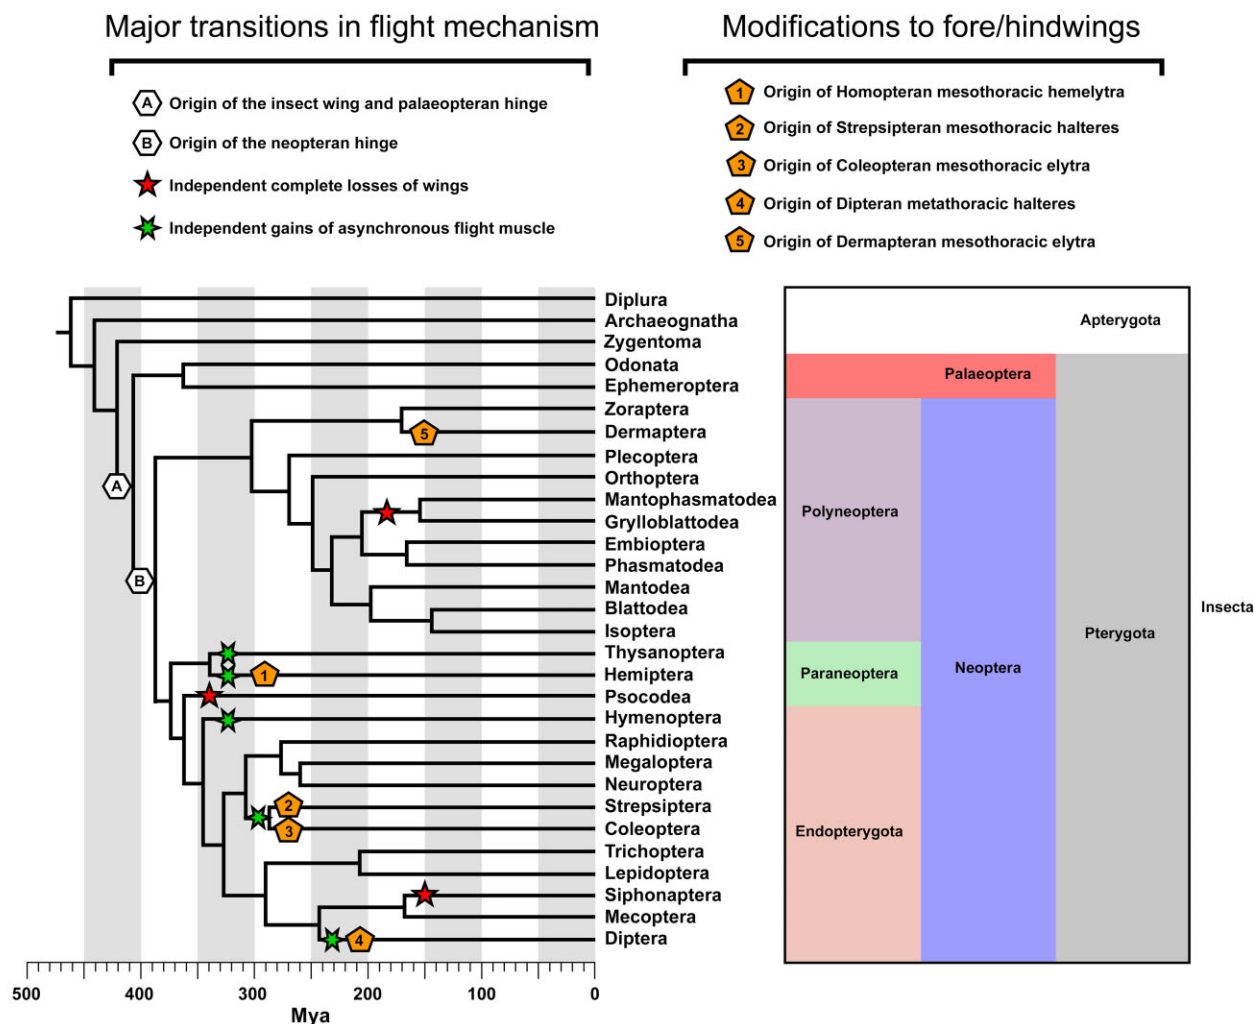 Major transitions in flight mechanism
A Origin of the insect wing and palaeopteran hinge
B Origin of the neopteran hinge
Independent complete losses of wings
Independent gains of asynchronous flight muscle
Modifications to fore/hindwings
1 Origin of Homopteran mesothoracic hemelytra
2 Origin of Strepsipteran mesothoracic halteres
3 Origin of Coleopteran mesothoracic elytra
4 Origin of Dipteran metathoracic halteres
5 Origin of Dermapteran mesothoracic elytra
Diplura
Archaeognatha
Zygentoma
Odonata
Ephemeroptera
Zoraptera
5 Dermaptera
Plecoptera
Orthoptera
A
Mantophasmatodea
Grylloblattodea
Embioptera
Phasmatodea
B
Mantodea
Blattodea
Isoptera
Thysanoptera
1 Hemiptera
Psocodea
Hymenoptera
Raphidioptera
Megaloptera
Neuroptera
2 Strepsiptera
3 Coleoptera
Trichoptera
Lepidoptera
Siphonaptera
Mecoptera
4 Diptera
500 400 300 200 100 0
Mya
Apterygota
Palaeoptera
Polyneoptera
Paraneoptera
Endopterygota
Neoptera
Pterygota
Insecta